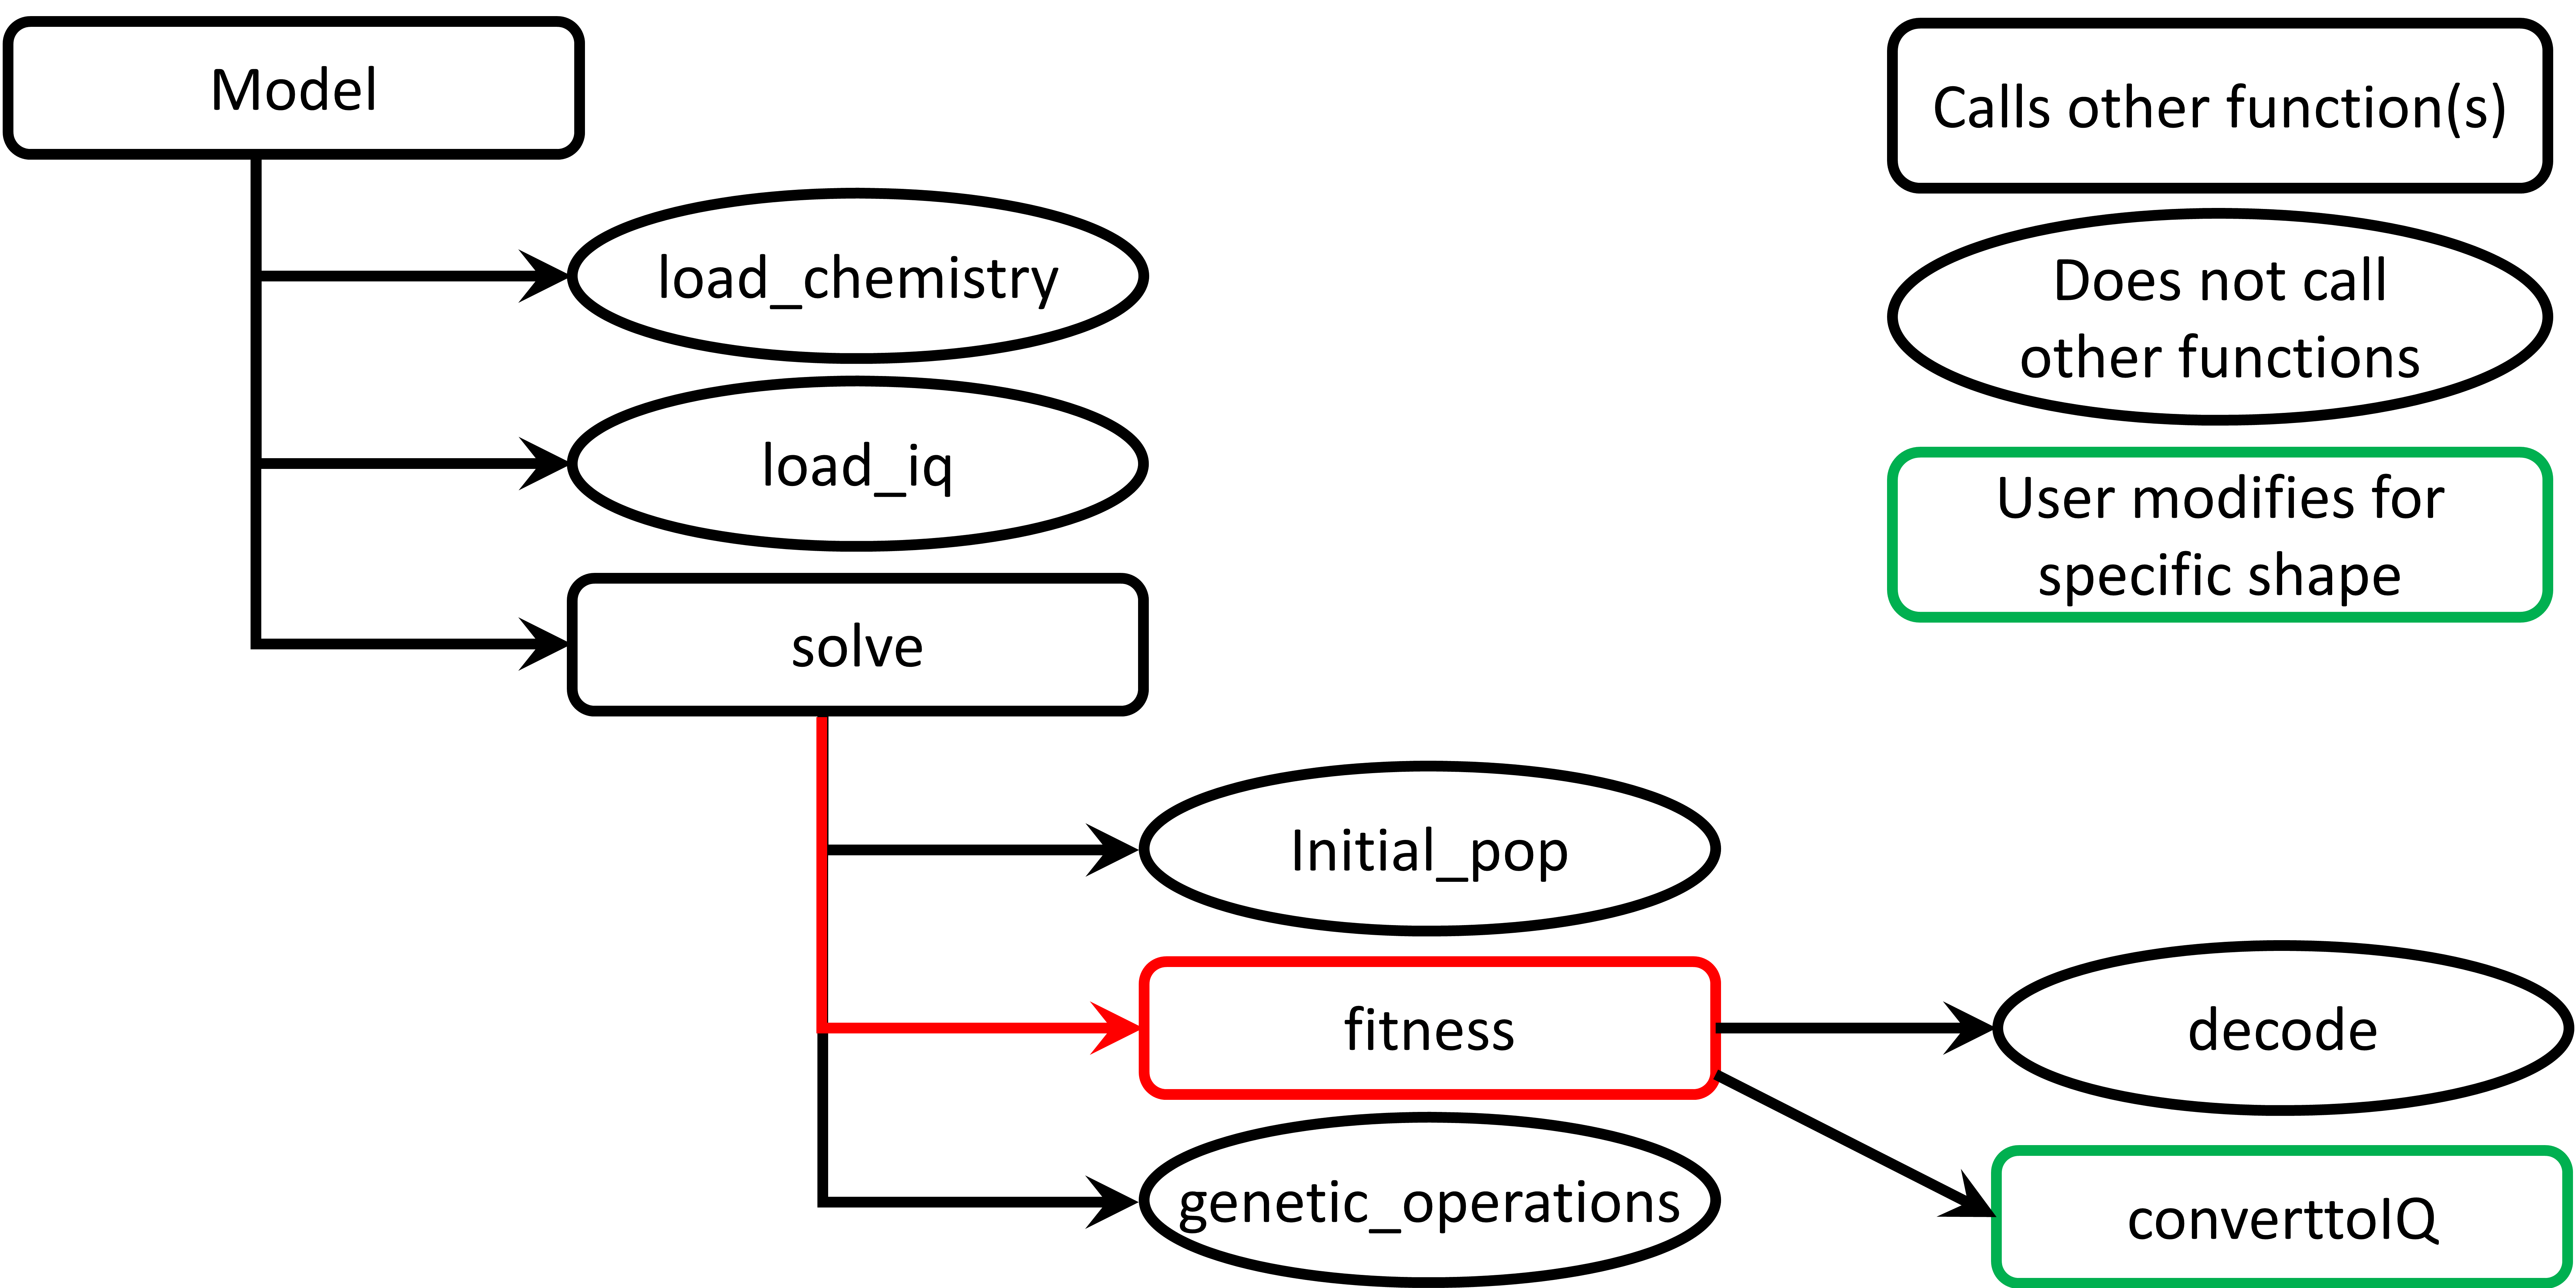 Model
Calls other function(s)
load_chemistry
Does not call
other functions
load_iq
User modifies for
specific shape
solve
Initial_pop
fitness
decode
genetic_operations
converttoIQ